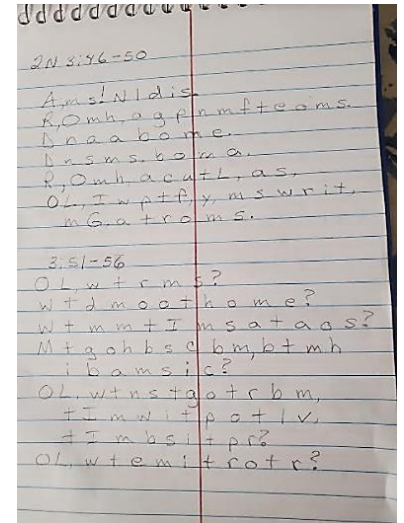 2N 3:46-50
A, m s! N l d i s.
R, O m h, a g p n m f t e o m s.
D n a a b o m e.
D n s m s. b o m a.
R, O m h, a c u t L, a s,
O L, I w p t f, y, m s w r i t,
m G, a t r o m s.
3:51-56
O L, w t r m s?
W t d m o o t h o m e?
W t m m t I m s a t a o s?
M t g o h b s c b m, b t m h
i b a m s i c?
O L, w t n s t g o t r b m,
t I m w i t p o t l v,
t I m b s i t p r?
O L, w t e m i t r o t r?